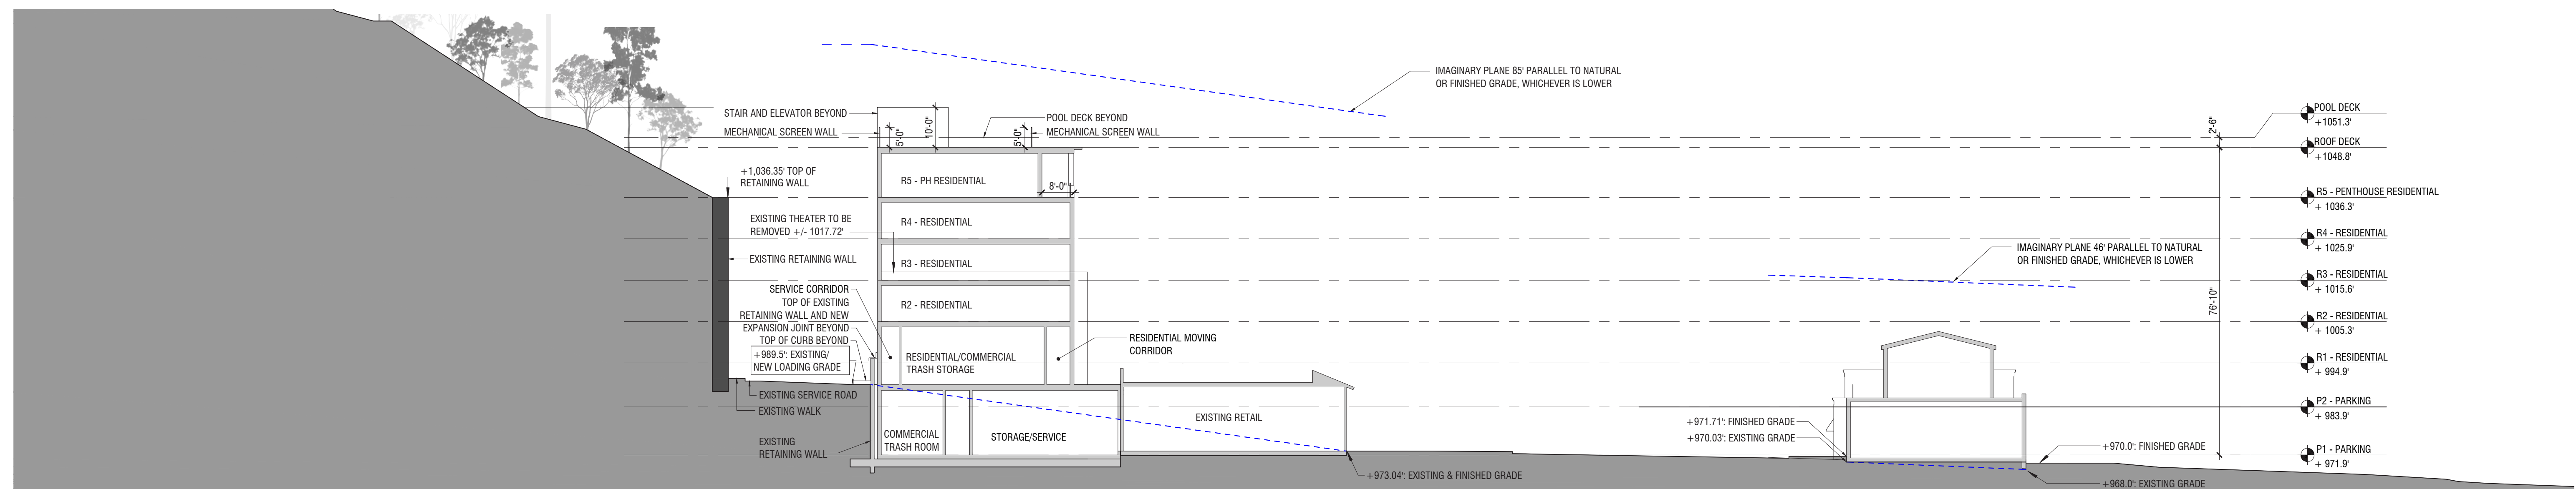 IMAGINARY PLANE 85' PARALLEL TO NATURAL
OR FINISHED GRADE, WHICHEVER IS LOWER
STAIR AND ELEVATOR BEYOND
MECHANICAL SCREEN WALL
5'-0"
10'-0"
5'-0"
POOL DECK BEYOND
MECHANICAL SCREEN WALL
+1,036.35' TOP OF
RETAINING WALL
R5 - PH RESIDENTIAL
8'-0"
EXISTING THEATER TO BE
REMOVED +/- 1017.72'
R4 - RESIDENTIAL
EXISTING RETAINING WALL
R3 - RESIDENTIAL
SERVICE CORRIDOR
TOP OF EXISTING
RETAINING WALL AND NEW
EXPANSION JOINT BEYOND
TOP OF CURB BEYOND
+989.5': EXISTING/
NEW LOADING GRADE
R2 - RESIDENTIAL
RESIDENTIAL/COMMERCIAL
TRASH STORAGE
RESIDENTIAL MOVING
CORRIDOR
EXISTING SERVICE ROAD
EXISTING WALK
EXISTING
RETAINING WALL
COMMERCIAL
TRASH ROOM
STORAGE/SERVICE
EXISTING RETAIL
+973.04': EXISTING & FINISHED GRADE
IMAGINARY PLANE 46' PARALLEL TO NATURAL
OR FINISHED GRADE, WHICHEVER IS LOWER
+971.71': FINISHED GRADE
+970.03': EXISTING GRADE
+970.0': FINISHED GRADE
+968.0': EXISTING GRADE
2'-6"
76'-10"
POOL DECK
+1051.3'
ROOF DECK
+1048.8'
R5 - PENTHOUSE RESIDENTIAL
+ 1036.3'
R4 - RESIDENTIAL
+ 1025.9'
R3 - RESIDENTIAL
+ 1015.6'
R2 - RESIDENTIAL
+ 1005.3'
R1 - RESIDENTIAL
+ 994.9'
P2 - PARKING
+ 983.9'
P1 - PARKING
+ 971.9'